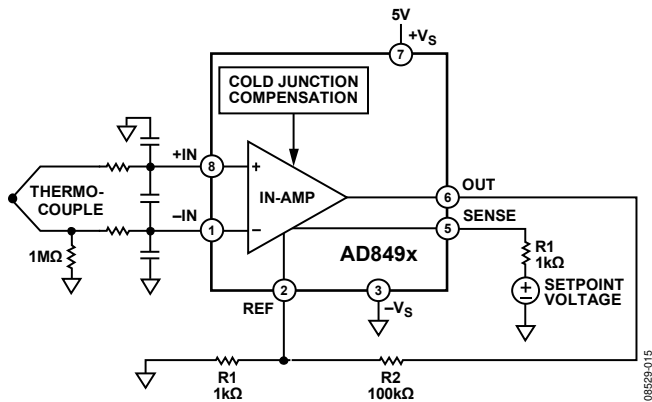 5V
+VS
7
COLD JUNCTION
COMPENSATION
+IN
8
+
THERMO-
COUPLE
IN-AMP
OUT
6
SENSE
–IN
1
–
5
AD849x
R1
1kΩ
1MΩ
+
–
SETPOINT
VOLTAGE
2
3
REF
–VS
R1
1kΩ
R2
100kΩ
08529-015